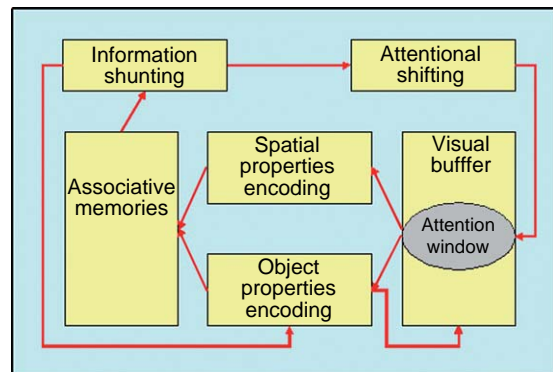 Information
shunting
Attentional
shifting
Associative
memories
Spatial
properties
encoding
Visual
bufffer
Attention
window
Object
properties
encoding